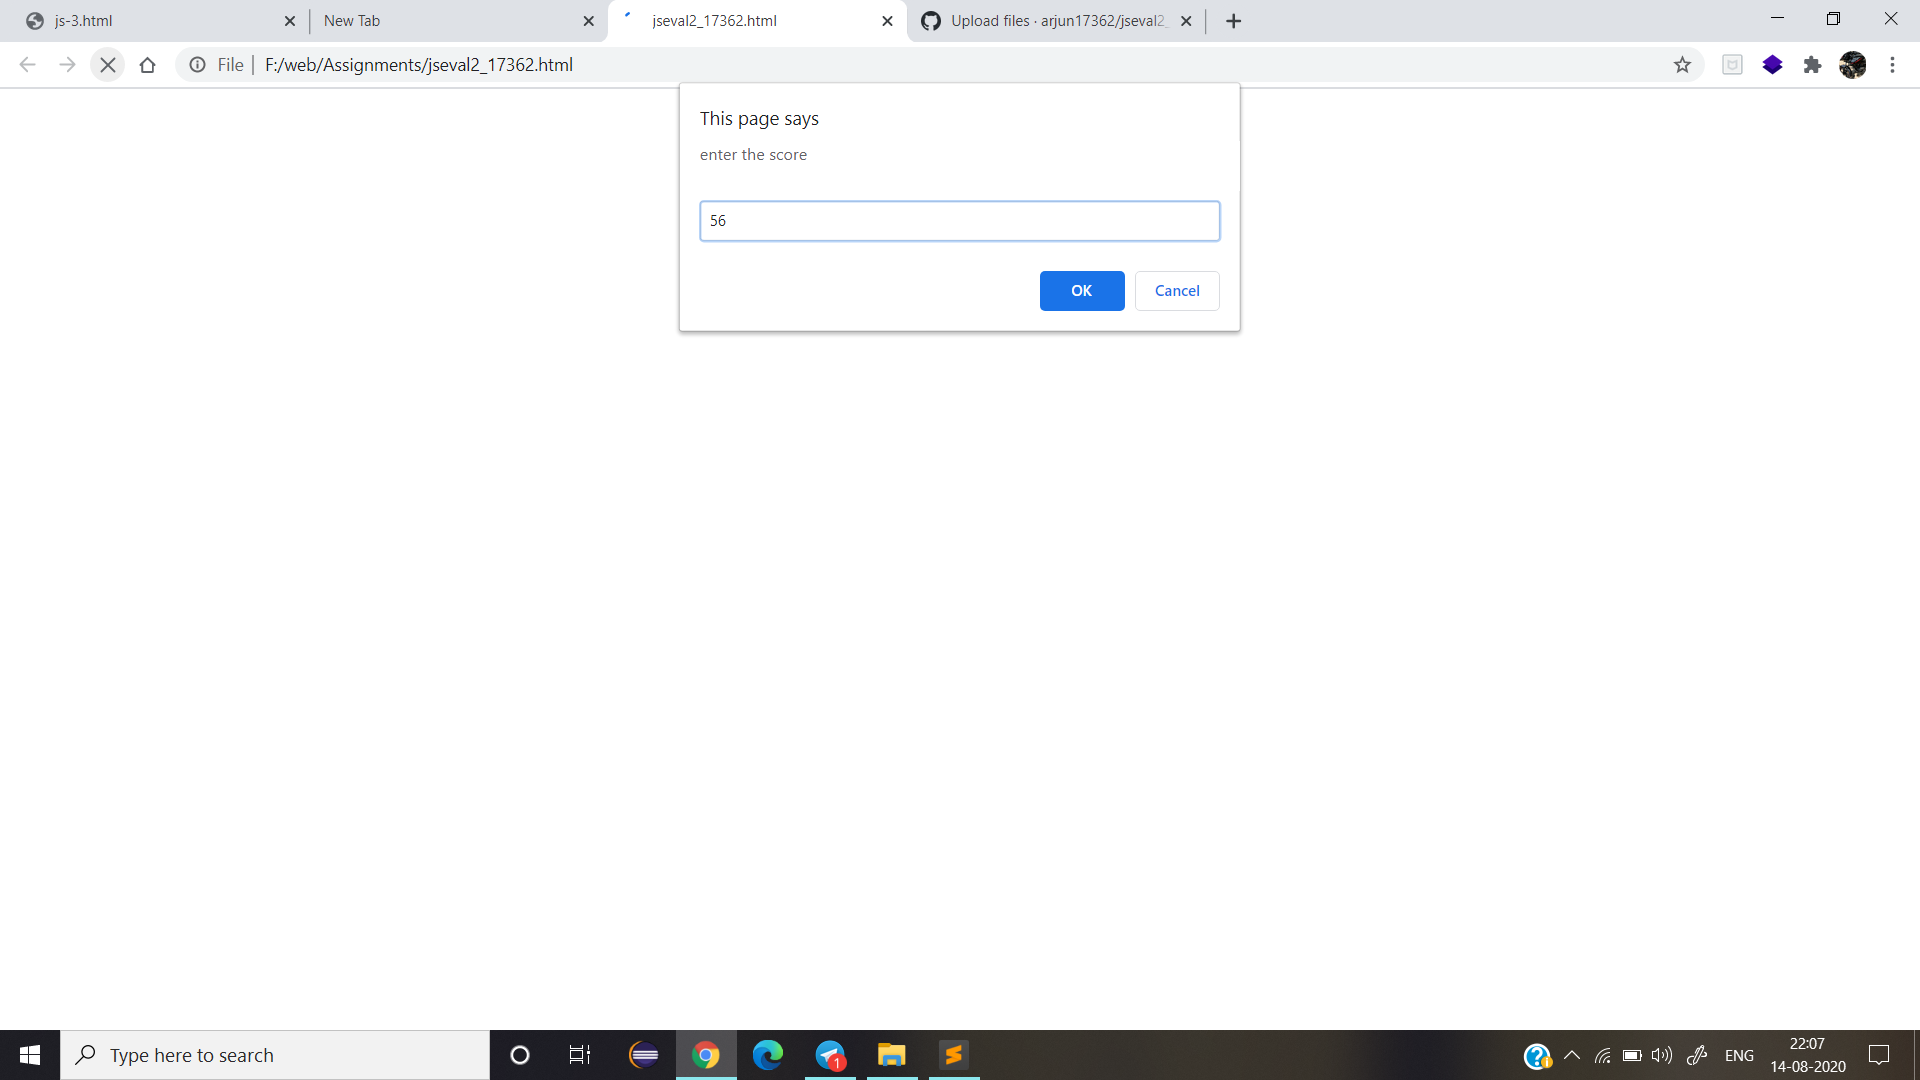 js-3.html
New Tab
jseval2_17362.html
Upload files · arjun17362/jseval2_
File
F:/web/Assignments/jseval2_17362.html
This page says
enter the score
56
OK
Cancel
Type here to search
1
ENG
22:07
14-08-2020